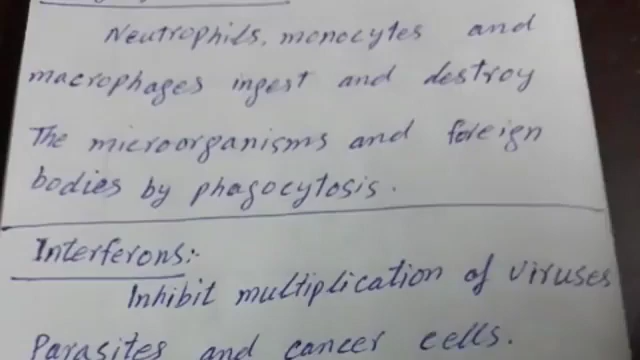 Neutrophils, monocytes and
macrophages ingest and destroy
The microorganisms and foreign
bodies by phagocytosis.
Interferons:-
Inhibit multiplication of viruses
Parasites and cancer cells.